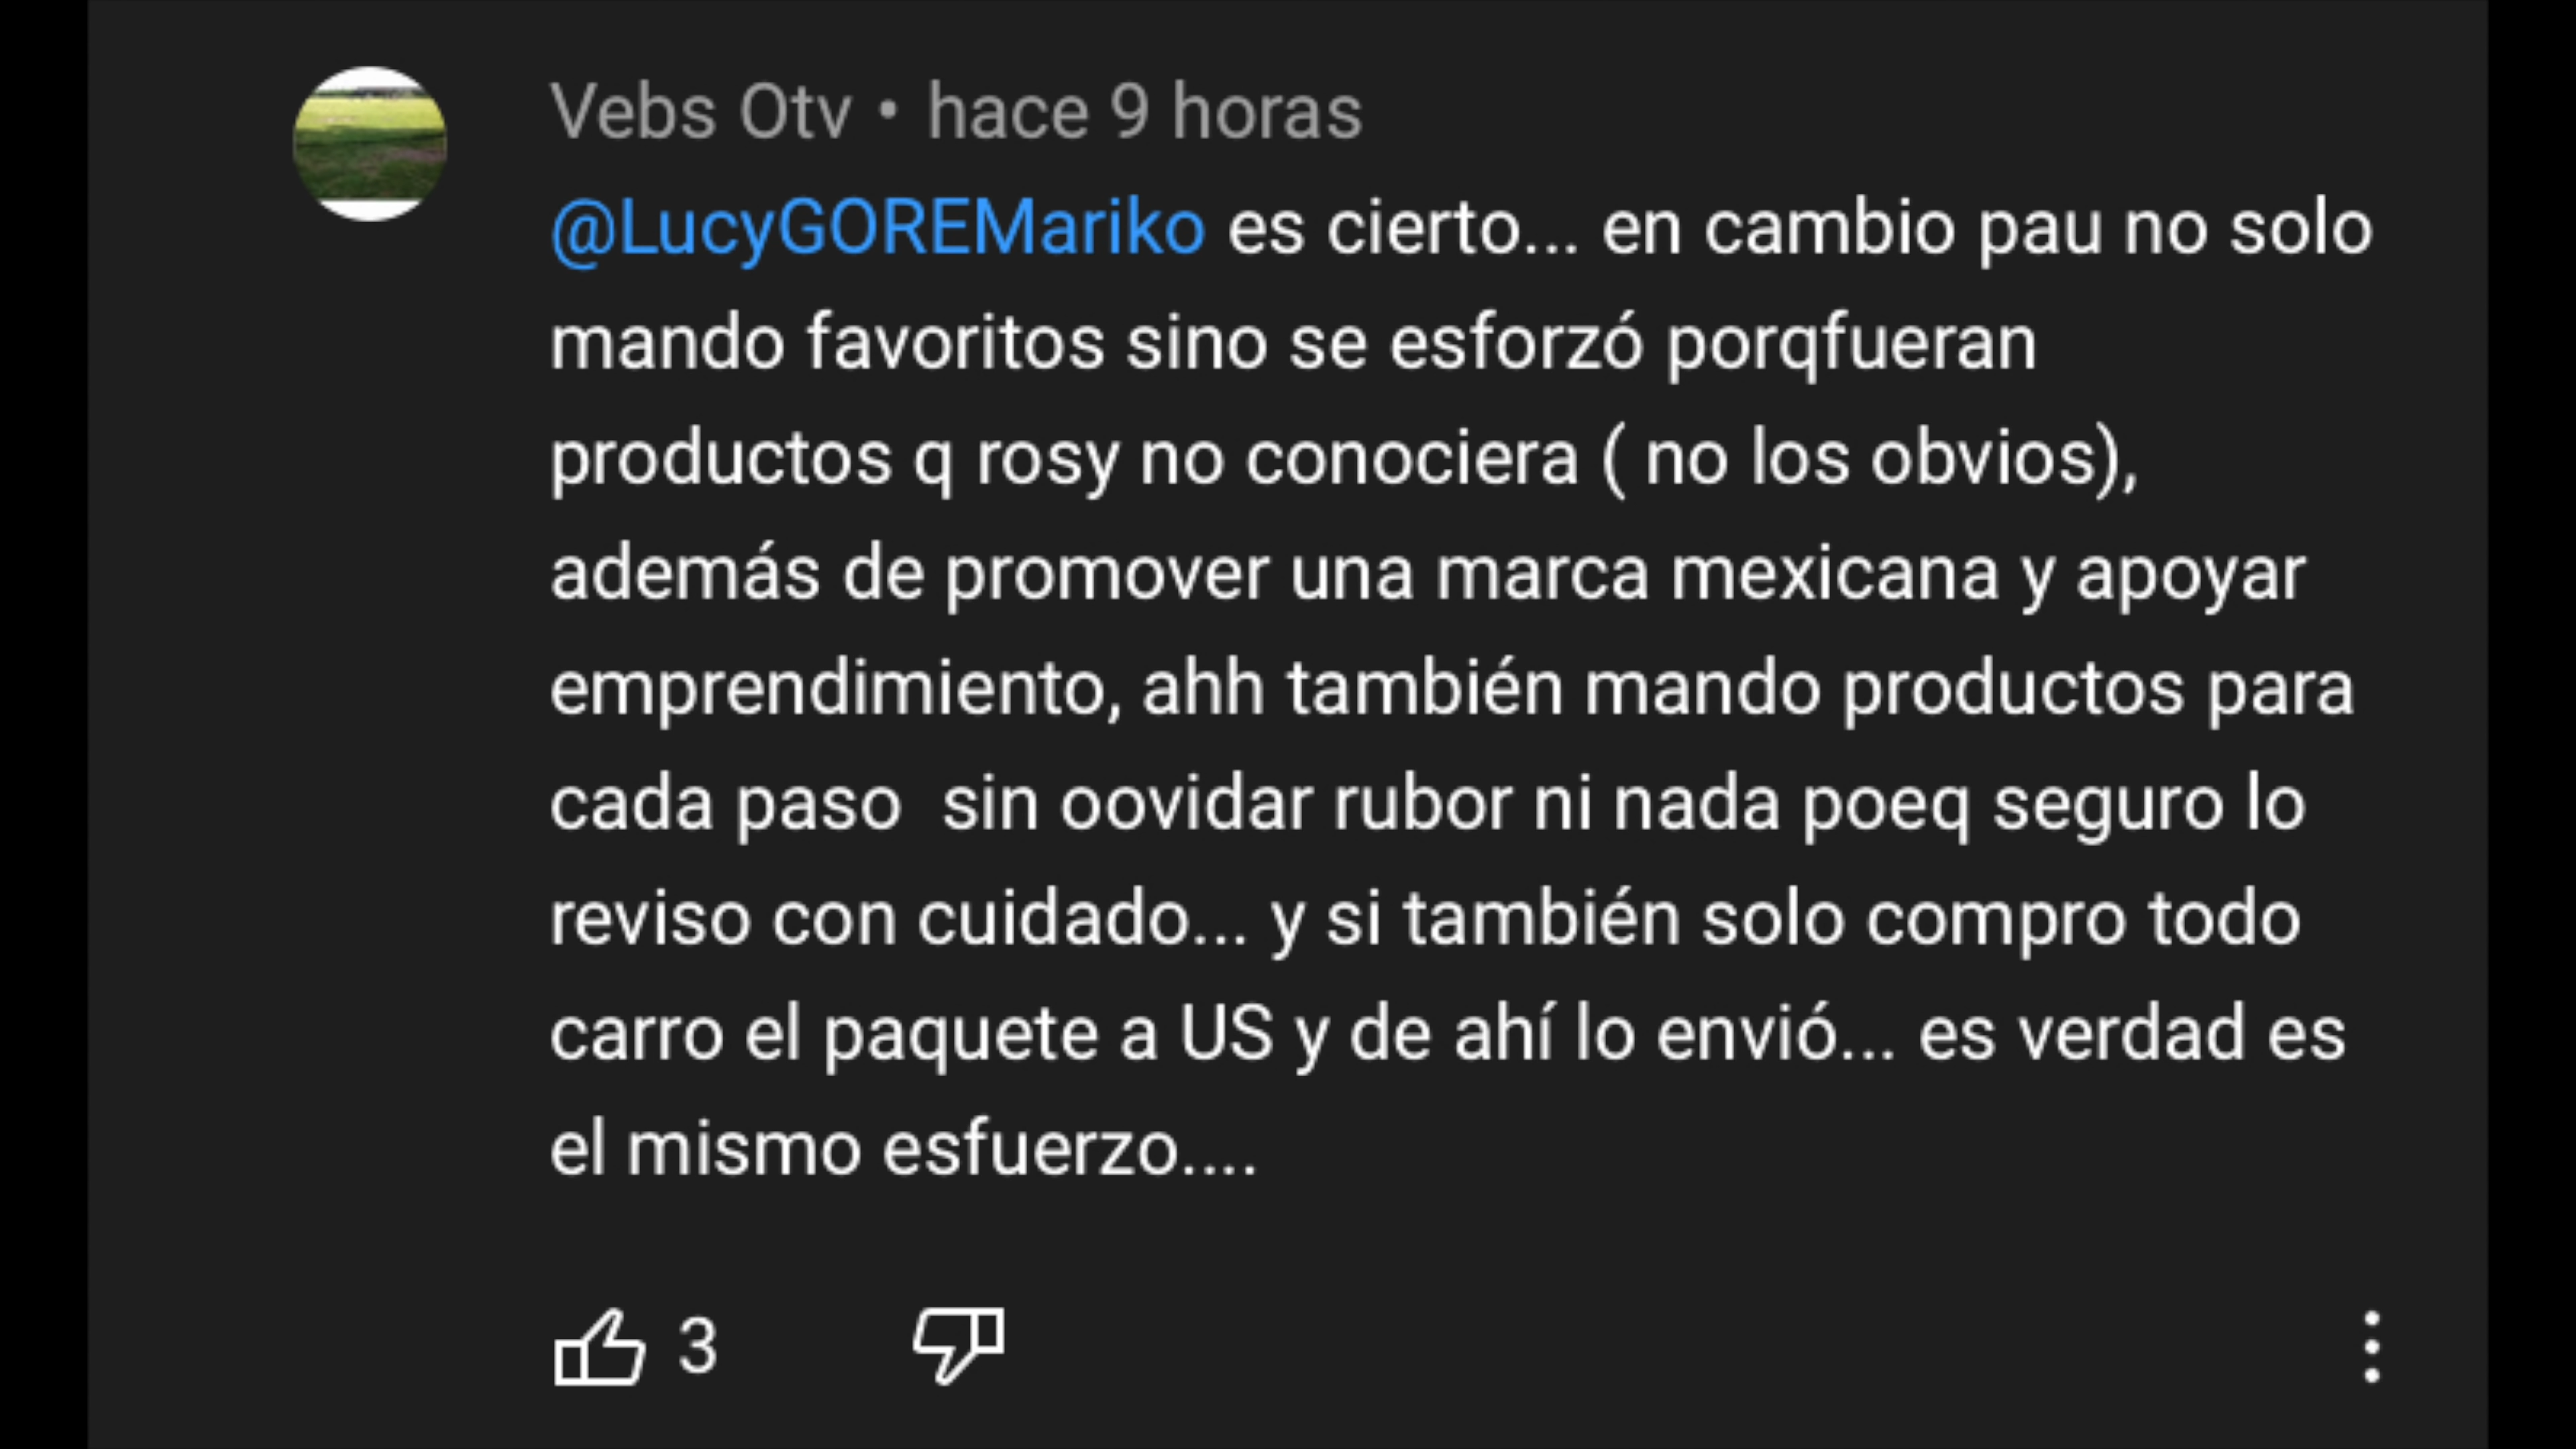 Vebs Otv • hace 9 horas
@LucyGOREMariko es cierto... en cambio pau no solo
mando favoritos sino se esforzó porqfueran
productos q rosy no conociera ( no los obvios),
además de promover una marca mexicana y apoyar
emprendimiento, ahh también mando productos para
cada paso  sin oovidar rubor ni nada poeq seguro lo
reviso con cuidado... y si también solo compro todo
carro el paquete a US y de ahí lo envió... es verdad es
el mismo esfuerzo....
3